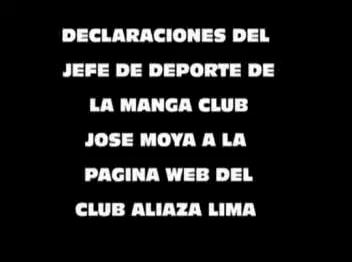 DECLARACIONES DEL
JEFE DE DEPORTE DE
LA MANGA CLUB
JOSE MOYA A LA
PAGINA WEB DEL
CLUB ALIAZA LIMA